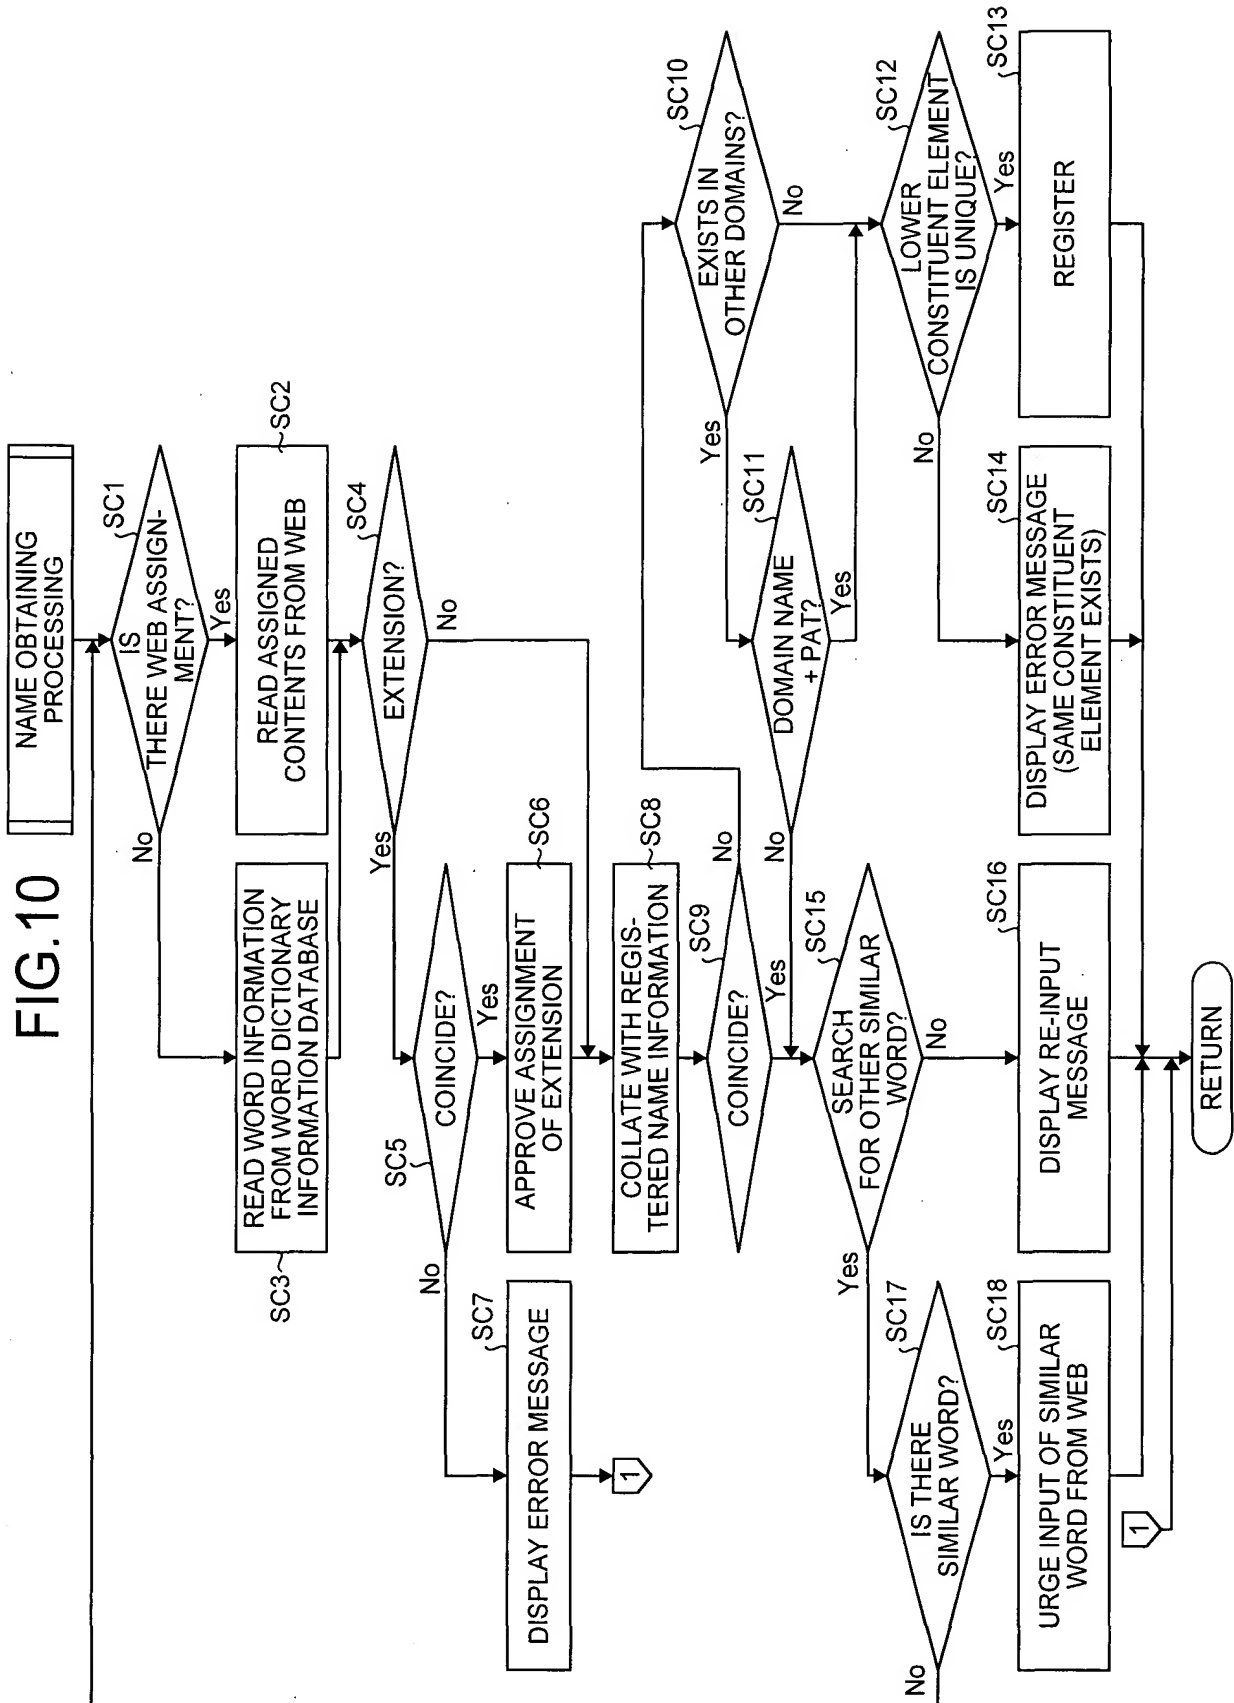 FIG.10
NAME OBTAINING
PROCESSING
SC1
IS
THERE WEB ASSIGN-
MENT?
No
Yes
SC2
READ ASSIGNED
CONTENTS FROM WEB
SC3
READ WORD INFORMATION
FROM WORD DICTIONARY
INFORMATION DATABASE
SC4
EXTENSION?
Yes
No
SC5
COINCIDE?
No
Yes
SC6
APPROVE ASSIGNMENT
OF EXTENSION
SC7
DISPLAY ERROR MESSAGE
1
SC8
COLLATE WITH REGIS-
TERED NAME INFORMATION
SC9
COINCIDE?
No
Yes
SC10
EXISTS IN
OTHER DOMAINS?
Yes
No
SC11
DOMAIN NAME
+ PAT?
No
Yes
SC12
LOWER
CONSTITUENT ELEMENT
IS UNIQUE?
No
Yes
SC13
REGISTER
SC14
DISPLAY ERROR MESSAGE
(SAME CONSTITUENT
ELEMENT EXISTS)
SC15
SEARCH
FOR OTHER SIMILAR
WORD?
Yes
No
SC16
DISPLAY RE-INPUT
MESSAGE
SC17
IS THERE
SIMILAR WORD?
No
Yes
SC18
URGE INPUT OF SIMILAR
WORD FROM WEB
1
RETURN